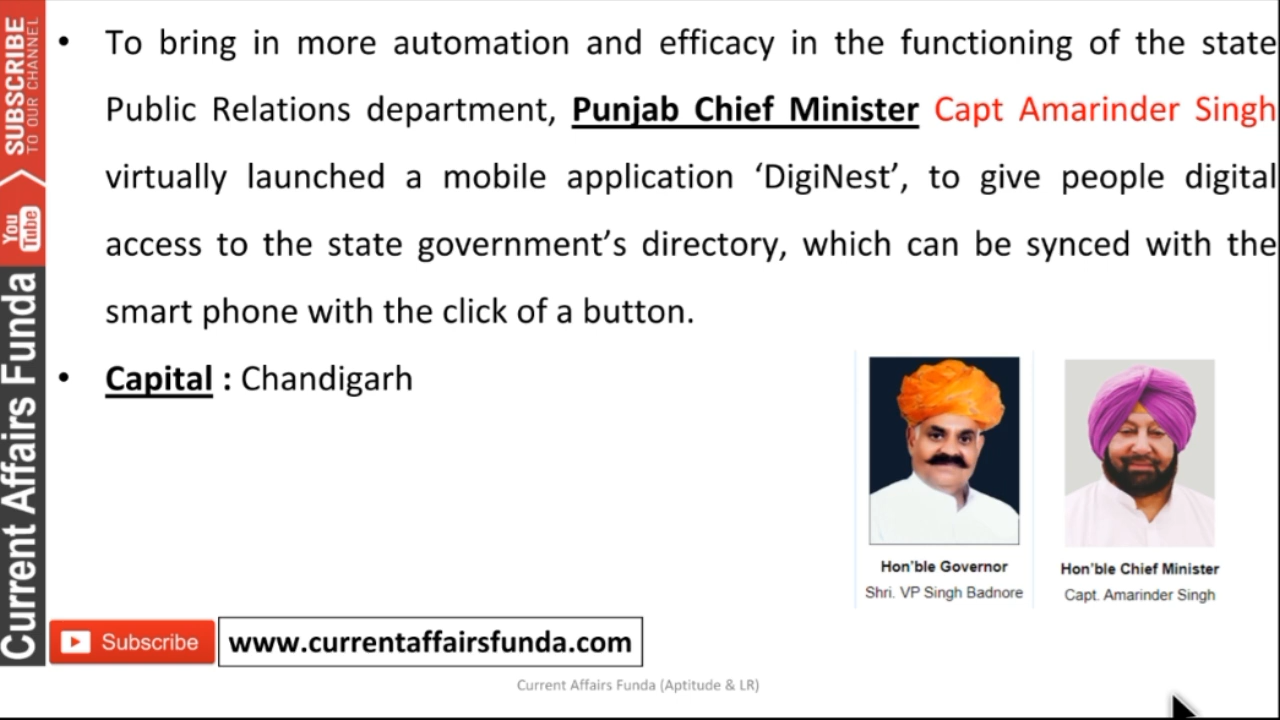 • To bring in more automation and efficacy in the functioning of the state
Public Relations department, Punjab Chief Minister Capt Amarinder Singh
virtually launched a mobile application ‘DigiNest’, to give people digital
access to the state government’s directory, which can be synced with the
smart phone with the click of a button.
• Capital : Chandigarh
Hon'ble Governor
Shri. VP Singh Badnore
Hon'ble Chief Minister
Capt. Amarinder Singh
SUBSCRIBE
TO OUR CHANNEL
You
Tube
Current Affairs Funda
Subscribe
www.currentaffairsfunda.com
Current Affairs Funda (Aptitude & LR)